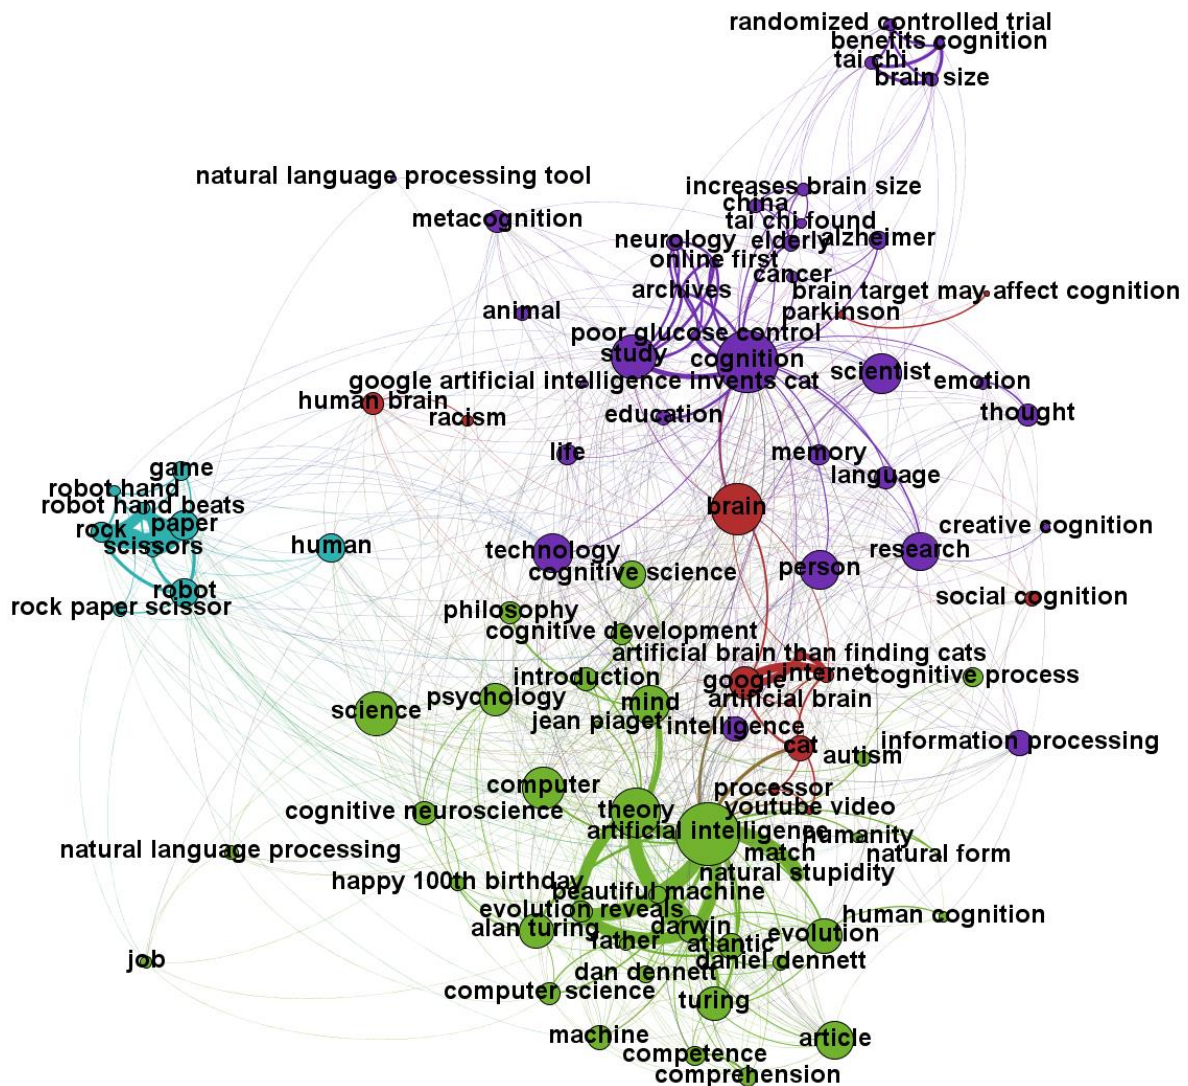 randomized controlled trial
benefits cognition
tai chi
brain size
natural language processing tool
increases brain size
china
metacognition
tai chi found
neurology
elderly
alzheimer
online first
cancer
archives
brain target may affect cognition
animal
parkinson
poor glucose control
study
cognition
scientist
google artificial intelligence invents cat
emotion
human brain
education
thought
racism
life
memory
game
language
robot hand
robot hand beats
brain
rock
paper
creative cognition
scissors
human
technology
research
cognitive science
person
robot
rock paper scissor
philosophy
social cognition
cognitive development
artificial brain than finding cats
introduction
google
internet
cognitive process
psychology
artificial brain
science
mind
jean piaget
intelligence
cat
autism
information processing
computer
processor
cognitive neuroscience
theory
youtube video
artificial intelligence
humanity
natural language processing
match
natural form
natural stupidity
happy 100th birthday
beautiful machine
evolution reveals
human cognition
alan turing
father
darwin
atlantic
evolution
job
daniel dennett
dan dennett
computer science
turing
machine
article
competence
comprehension